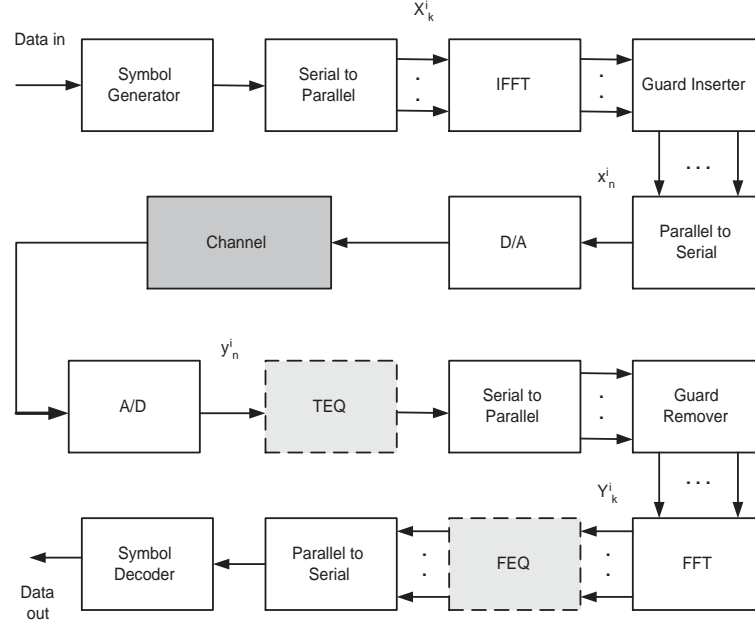 X^i_k
Data in
Symbol
Generator
Serial to
Parallel
. .
IFFT
. .
Guard Inserter
. . .
x^i_n
Channel
D/A
Parallel to
Serial
y^i_n
A/D
TEQ
Serial to
Parallel
. .
Guard
Remover
. . .
Y^i_k
Symbol
Decoder
Parallel to
Serial
. .
FEQ
. .
FFT
Data
out